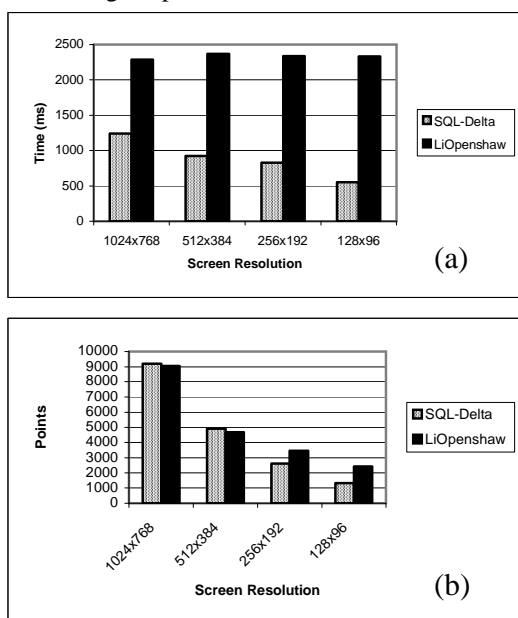 2500
2000
1500
1000
500
0
Time (ms)
1024x768 512x384 256x192 128x96
Screen Resolution
SQL-Delta
LiOpenshaw
(a)
10000
9000
8000
7000
6000
5000
4000
3000
2000
1000
0
Points
1024x768 512x384 256x192 128x96
Screen Resolution
SQL-Delta
LiOpenshaw
(b)